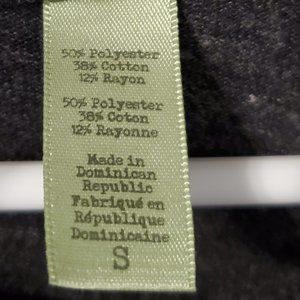 50% Polyester
38% Cotton
12% Rayon
50% Polyester
38% Coton
12% Rayonne
Made in
Dominican
Republic
Fabriqué en
République
Dominicaine
S